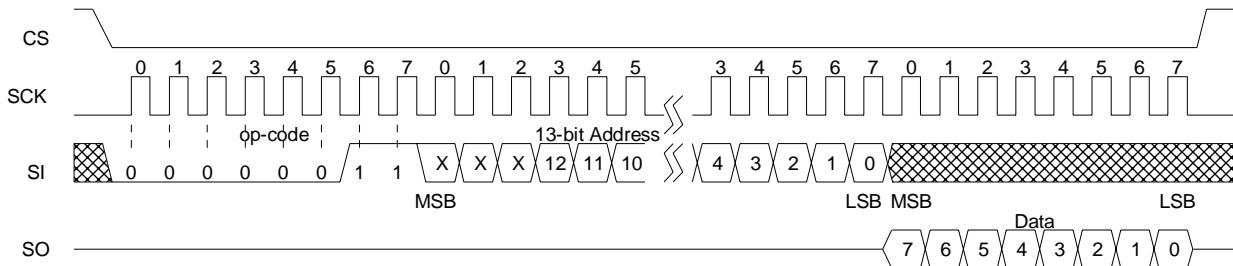 CS
0 1 2 3 4 5 6 7 0 1 2 3 4 5 3 4 5 6 7 0 1 2 3 4 5 6 7
SCK
op-code 13-bit Address
SI 0 0 0 0 0 0 1 1 X X X 12 11 10 4 3 2 1 0
MSB LSB MSB LSB
Data
SO 7 6 5 4 3 2 1 0